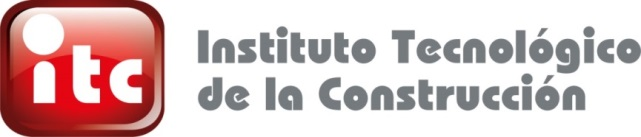 itc
Instituto Tecnológico
de la Construcción